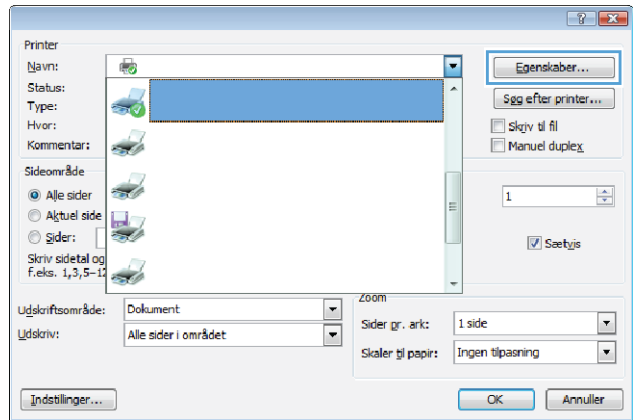 Printer
Navn:
Egenskaber...
Status:
Type:
Søg efter printer...
Hvor:
Skriv til fil
Kommentar:
Manuel duplex
Sideområde
Alle sider
1
Aktuel side
Sider:
Sætvis
Skriv sidetal og
f.eks. 1,3,5-12
Zoom
Udskriftsområde:
Dokument
Sider pr. ark:
1 side
Udskriv:
Alle sider i området
Skaler til papir:
Ingen tilpasning
Indstillinger...
OK
Annuller